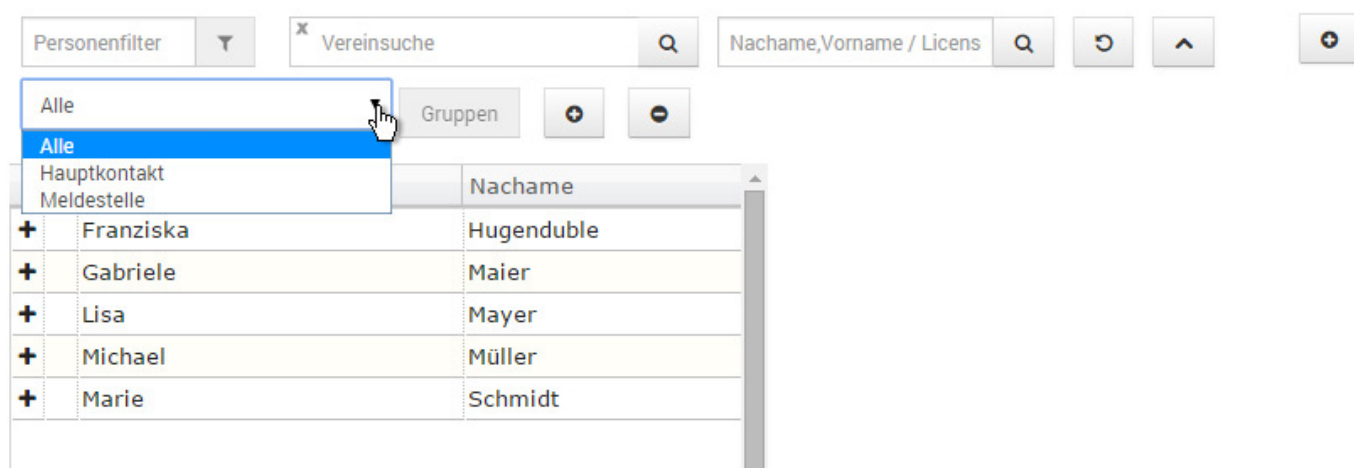 Personenfilter
Vereinsuche
Nachame,Vorname / Licens
Alle
Gruppen
Alle
Hauptkontakt
Meldestelle
Nachame
Franziska Hugenduble
Gabriele Maier
Lisa Mayer
Michael Müller
Marie Schmidt